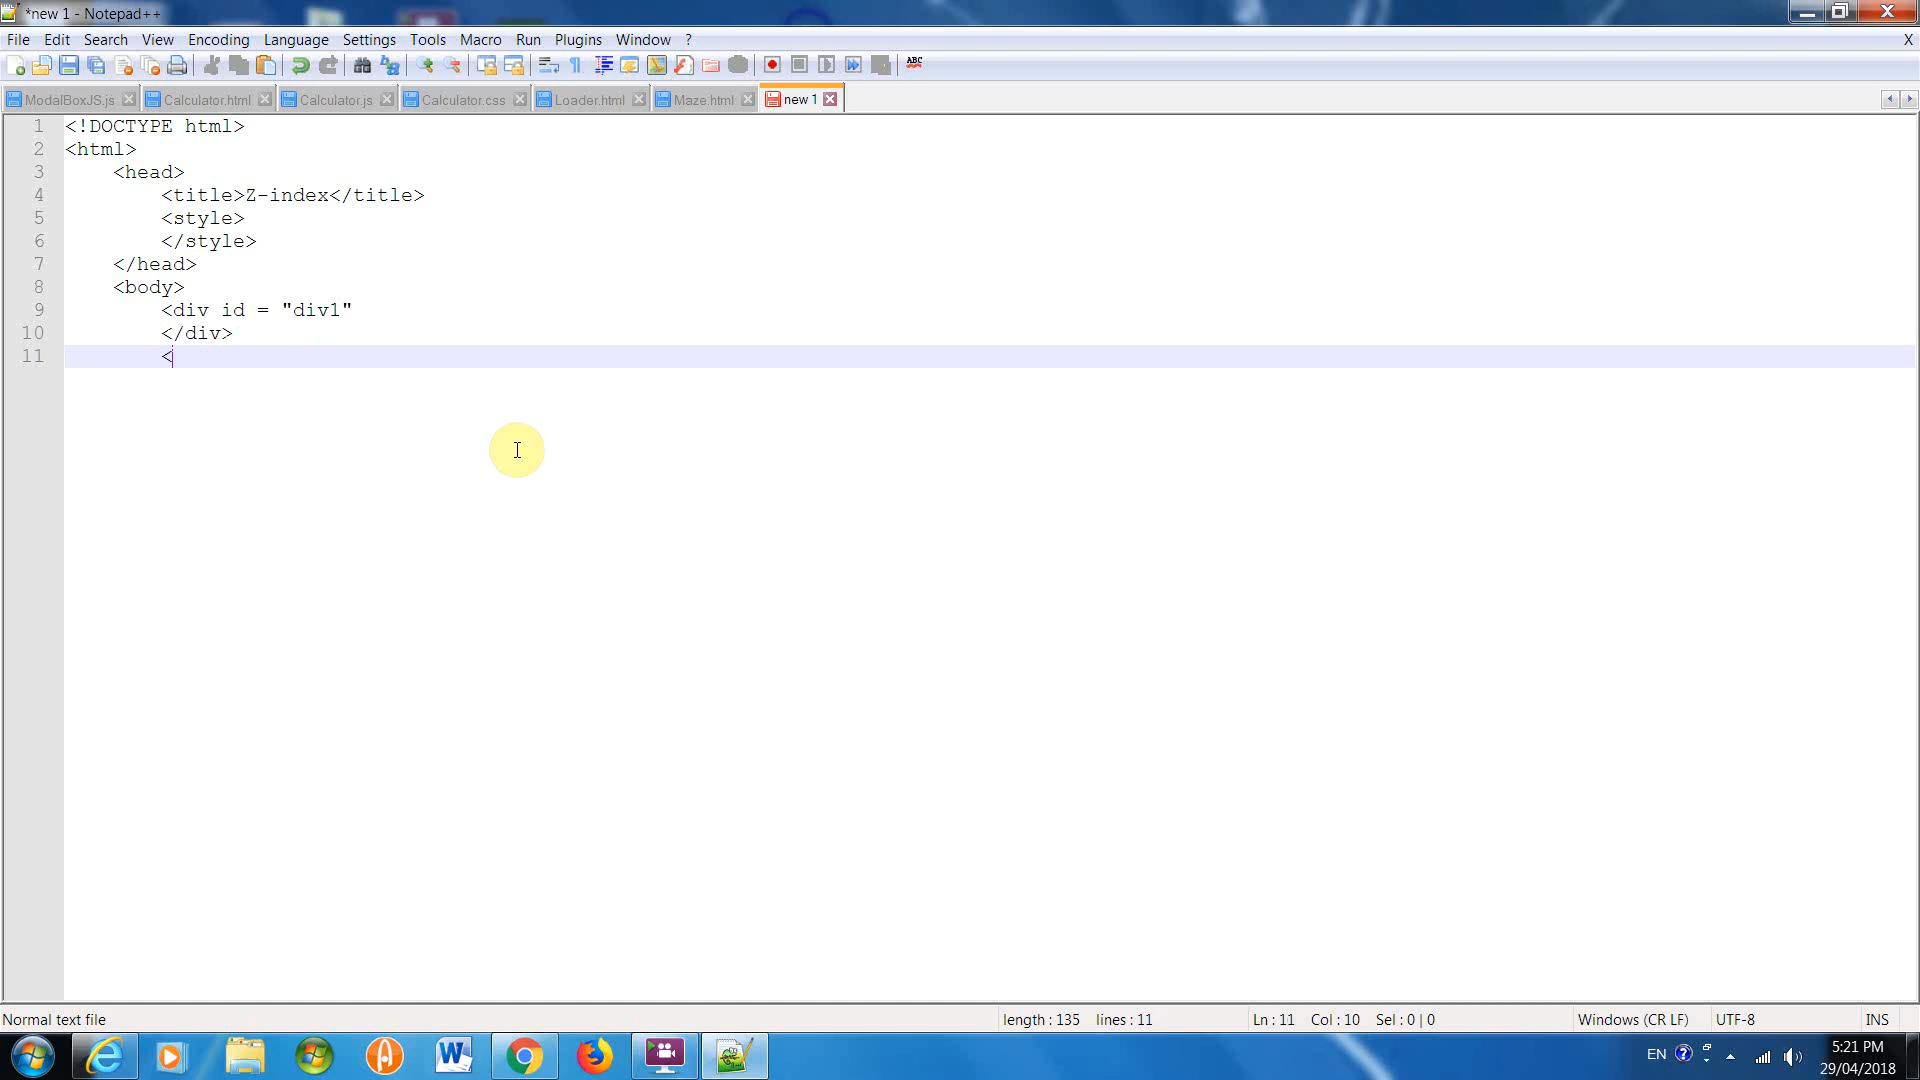 *new 1 - Notepad++
File Edit Search View Encoding Language Settings Tools Macro Run Plugins Window ? X
ABC
ModalBoxJS.js Calculator.html Calculator.js Calculator.css Loader.html Maze.html new 1
1 <!DOCTYPE html>
2 <html>
3 <head>
4 <title>Z-index</title>
5 <style>
6 </style>
7 </head>
8 <body>
9 <div id = "div1"
10 </div>
11 <
Normal text file length : 135 lines : 11 Ln : 11 Col : 10 Sel : 0 | 0 Windows (CR LF) UTF-8 INS
EN 5:21 PM
29/04/2018